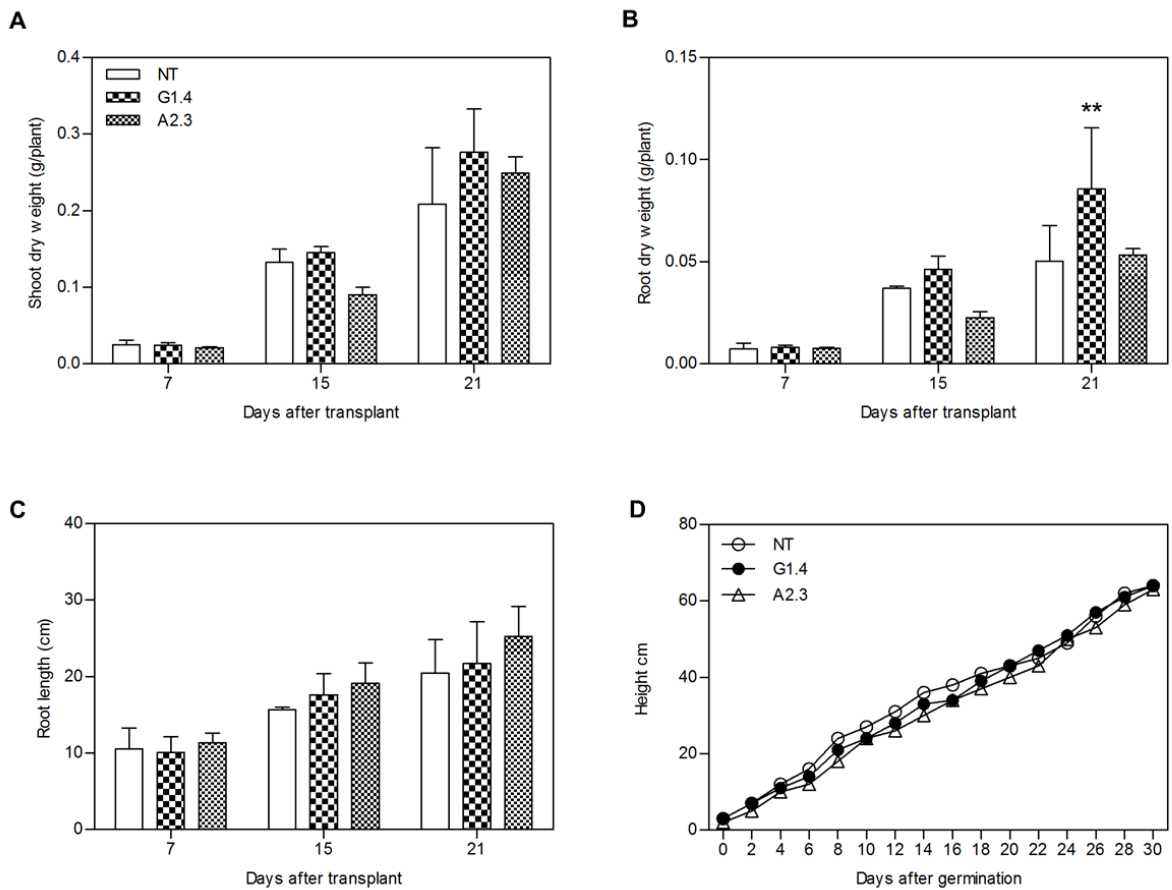 A
Shoot dry weight (g/plant)
0.4
0.3
0.2
0.1
0.0
NT
G1.4
A2.3
7 15 21
Days after transplant
B
Root dry weight (g/plant)
0.15
0.10
0.05
0.00
**
7 15 21
Days after transplant
C
Root length (cm)
40
30
20
10
0
7 15 21
Days after transplant
D
Height cm
80
60
40
20
0
NT
G1.4
A2.3
0 2 4 6 8 10 12 14 16 18 20 22 24 26 28 30
Days after germination